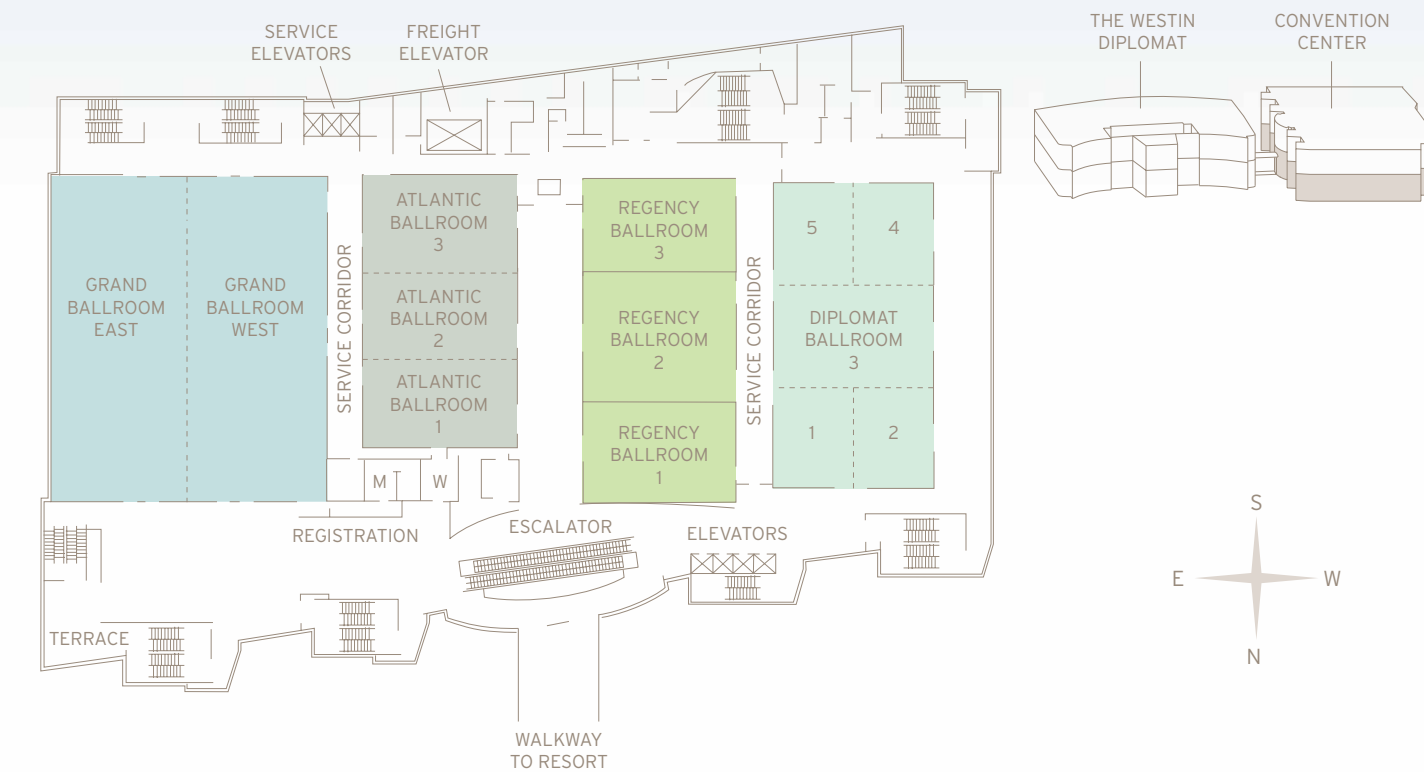 SERVICE
ELEVATORS
FREIGHT
ELEVATOR
THE WESTIN
DIPLOMAT
CONVENTION
CENTER
GRAND
BALLROOM
EAST
GRAND
BALLROOM
WEST
SERVICE CORRIDOR
ATLANTIC
BALLROOM
3
ATLANTIC
BALLROOM
2
ATLANTIC
BALLROOM
1
REGENCY
BALLROOM
3
REGENCY
BALLROOM
2
REGENCY
BALLROOM
1
SERVICE CORRIDOR
5
4
DIPLOMAT
BALLROOM
3
1
2
M
W
REGISTRATION
ESCALATOR
ELEVATORS
TERRACE
WALKWAY
TO RESORT
S
E
W
N